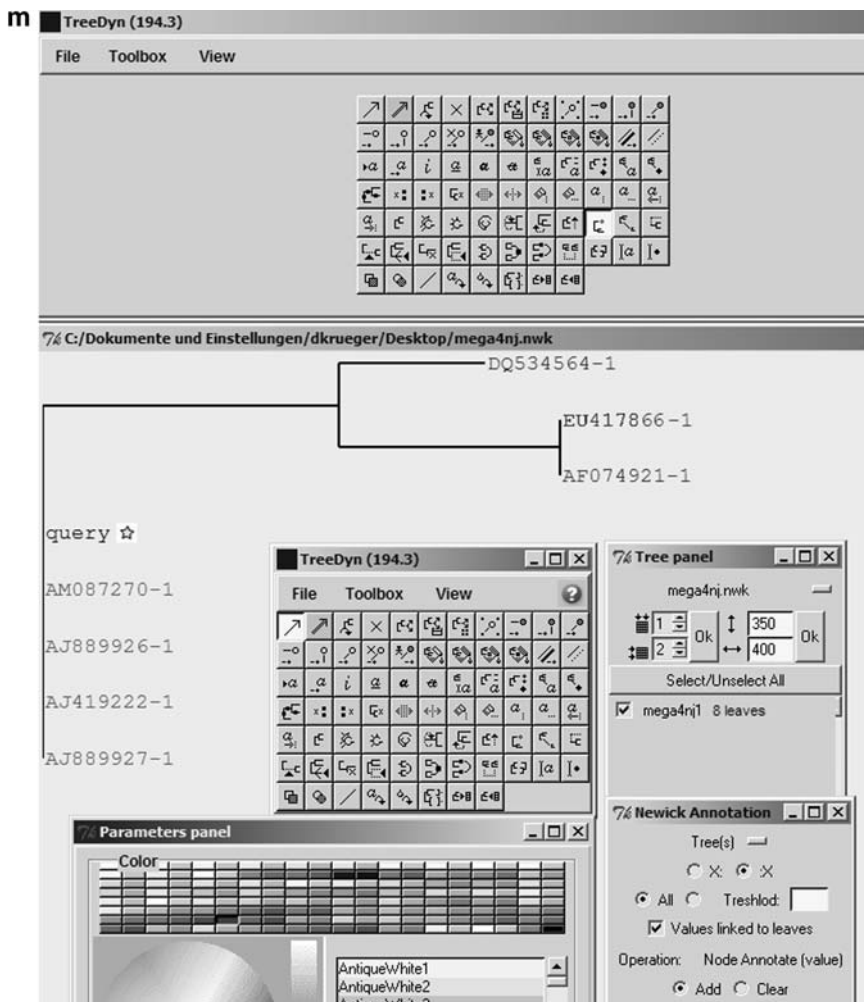 m
TreeDyn (194.3)
File Toolbox View
7% C:/Dokumente und Einstellungen/dkrueger/Desktop/mega4nj.nwk
DQ534564-1
EU417866-1
AF074921-1
query
AM087270-1
AJ889926-1
AJ419222-1
AJ889927-1
TreeDyn (194.3)
File Toolbox View
Tree panel
mega4nj.nwk
1 Ok 350 Ok
2 400
Select/Unselect All
mega4nj1 8 leaves
Parameters panel
Color
AntiqueWhite1
AntiqueWhite2
Newick Annotation
Tree(s)
X: :X
All Treshlod:
Values linked to leaves
Operation: Node Annotate (value)
Add Clear